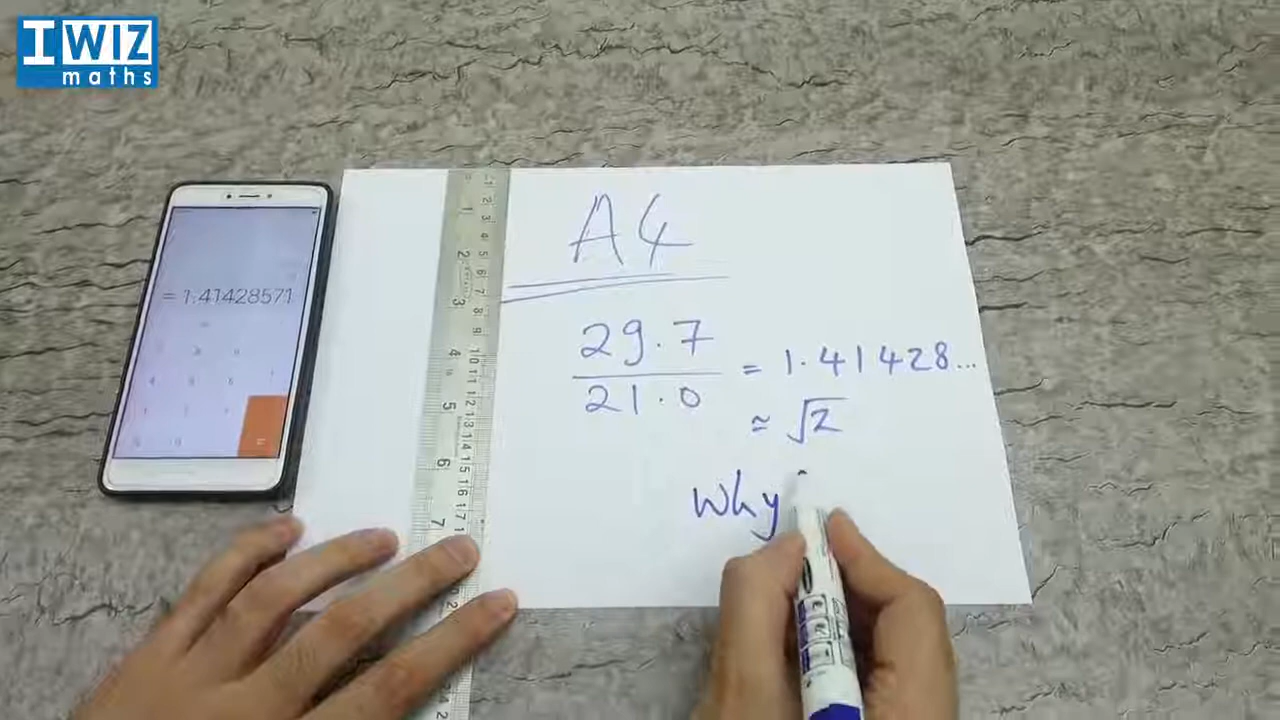 IWIZ
maths
= 1.41428571
A4
29.7
21.0
= 1.41428...
≈ √2
Why